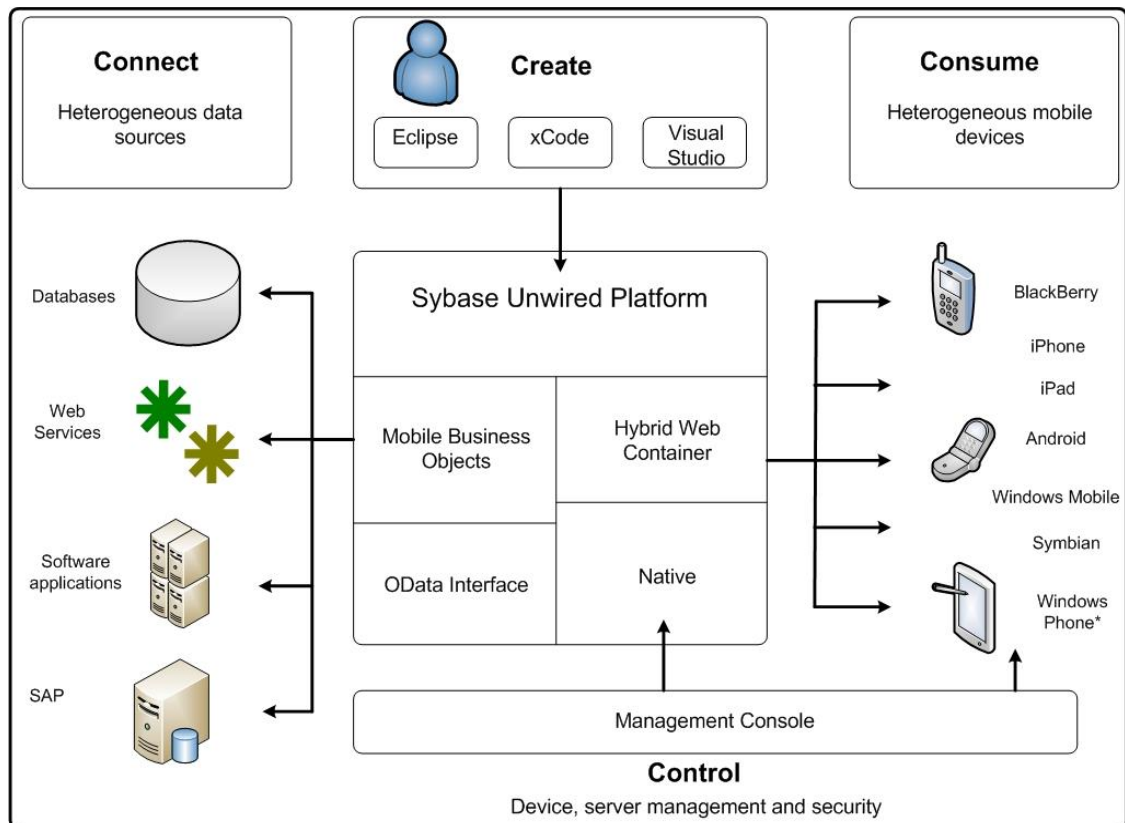 Connect
Heterogeneous data
sources
Create
Eclipse
xCode
Visual
Studio
Consume
Heterogeneous mobile
devices
Databases
Web
Services
Software
applications
SAP
Sybase Unwired Platform
Mobile Business
Objects
Hybrid Web
Container
OData Interface
Native
BlackBerry
iPhone
iPad
Android
Windows Mobile
Symbian
Windows
Phone*
Management Console
Control
Device, server management and security